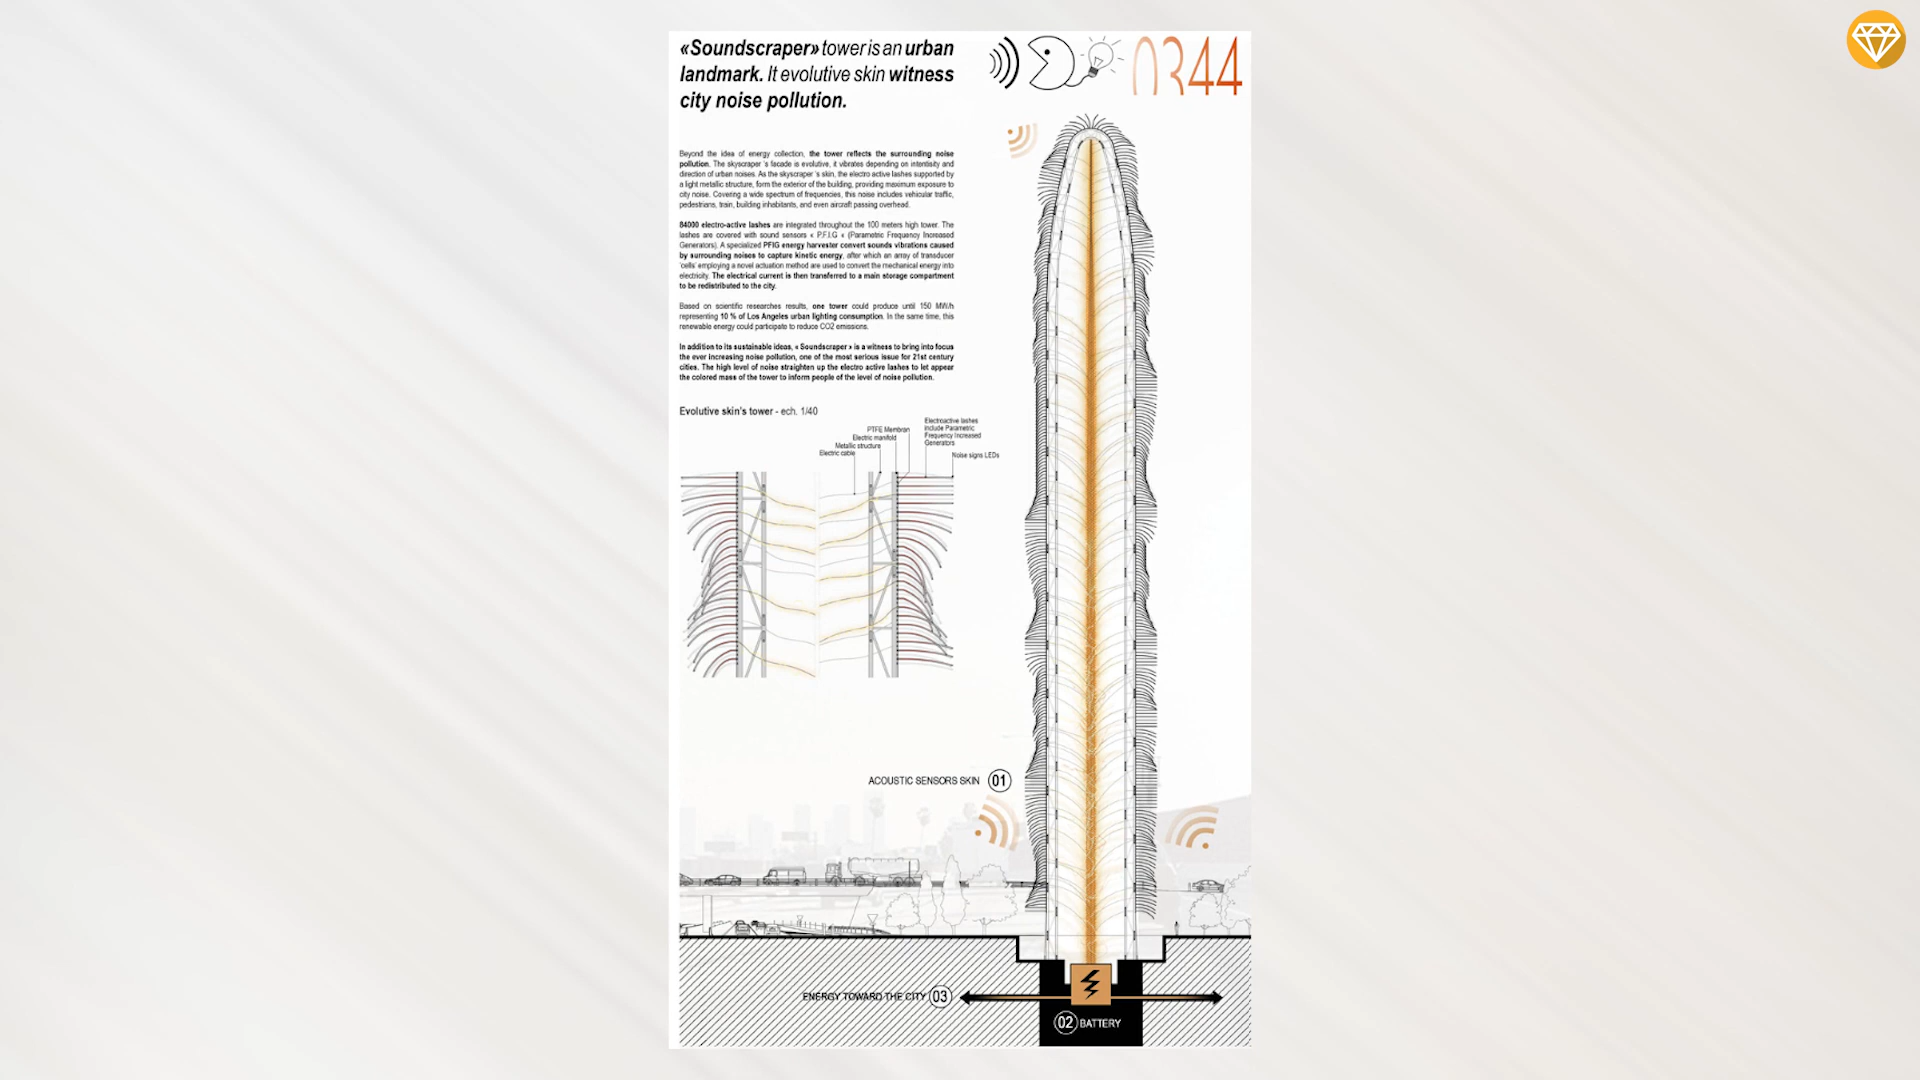 «Soundscraper» tower is an urban
landmark. It evolutive skin witness
city noise pollution.
0344
Beyond the idea of energy collection, the tower reflects the surrounding noise
pollution. The skyscraper 's facade is evolutive, it vibrates depending on intentisity and
direction of urban noises. As the skyscraper 's skin, the electro active lashes supported by
a light metallic structure, form the exterior of the building, providing maximum exposure to
city noise. Covering a wide spectrum of frequencies, this noise includes vehicular traffic,
pedestrians, train, building inhabitants, and even aircraft passing overhead.
84000 electro-active lashes are integrated throughout the 100 meters high tower. The
lashes are covered with sound sensors « P.F.I.G « (Parametric Frequency Increased
Generators). A specialized PFIG energy harvester convert sounds vibrations caused
by surrounding noises to capture kinetic energy, after which an array of transducer
'cells' employing a novel actuation method are used to convert the mechanical energy into
electricity. The electrical current is then transferred to a main storage compartment
to be redistributed to the city.
Based on scientific researches results, one tower could produce until 150 MW/h
representing 10 % of Los Angeles urban lighting consumption. In the same time, this
renewable energy could participate to reduce CO2 emissions.
In addition to its sustainable ideas, « Soundscraper » is a witness to bring into focus
the ever increasing noise pollution, one of the most serious issue for 21st century
cities. The high level of noise straighten up the electro active lashes to let appear
the colored mass of the tower to inform people of the level of noise pollution.
Evolutive skin's tower - ech. 1/40
Electroactive lashes
include Parametric
Frequency Increased
Generators
PTFE Membran
Electric manifold
Metallic structure
Electric cable
Noise signs LEDs
ACOUSTIC SENSORS SKIN 01
ENERGY TOWARD THE CITY 03
02 BATTERY